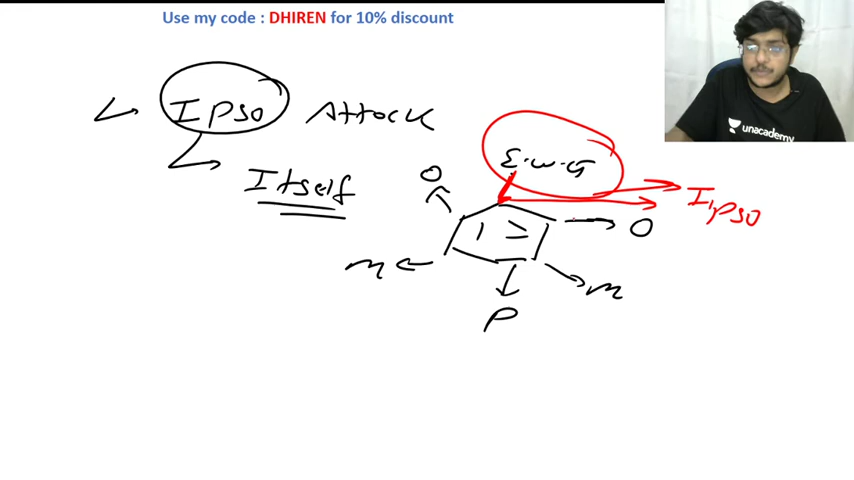 Use my code : DHIREN for 10% discount
unacademy
Ipso Attack
Itself
E.W.G
Ipso
o
o
m
m
p